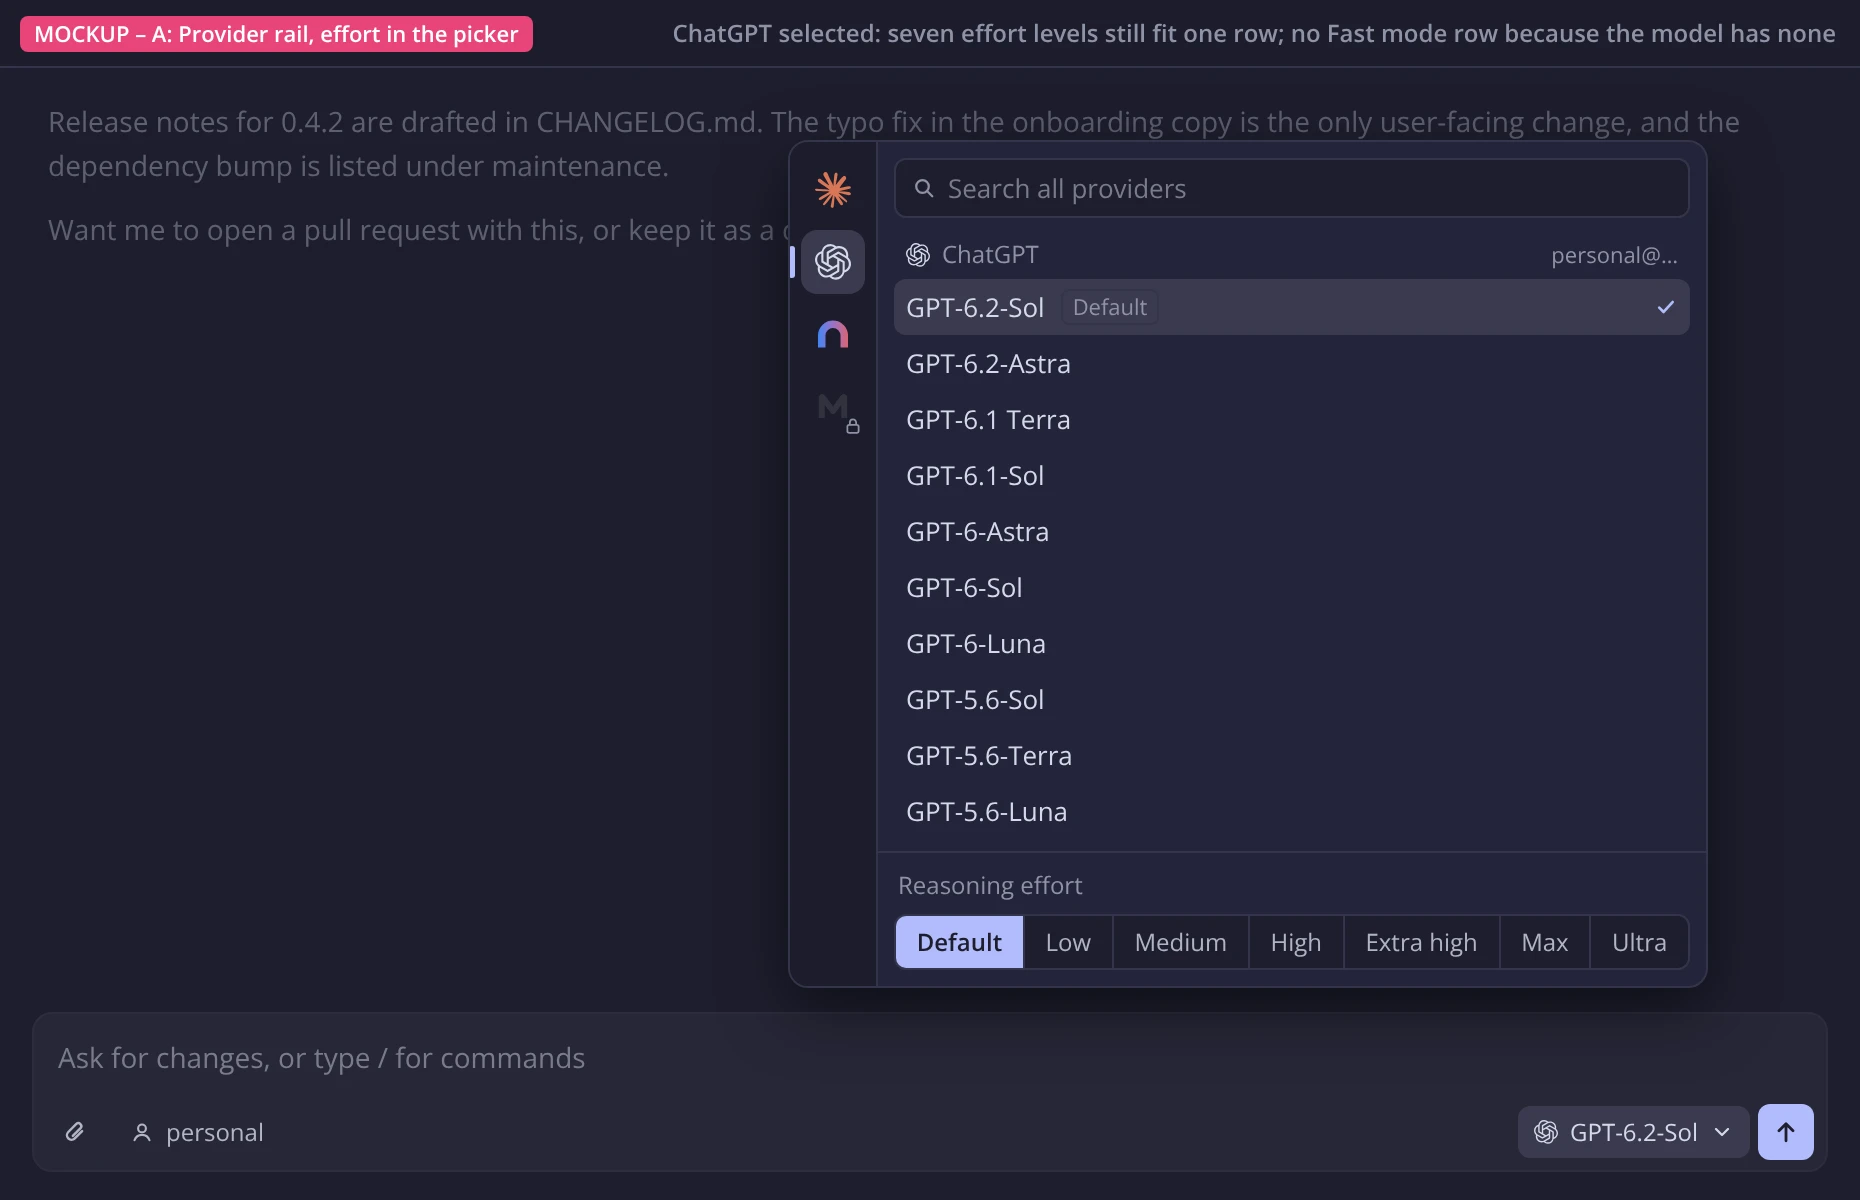 MOCKUP – A: Provider rail, effort in the picker
ChatGPT selected: seven effort levels still fit one row; no Fast mode row because the model has none
Release notes for 0.4.2 are drafted in CHANGELOG.md. The typo fix in the onboarding copy is the only user-facing change, and the
dependency bump is listed under maintenance.
Want me to open a pull request with this, or keep it as a
Search all providers
ChatGPT
personal@...
GPT-6.2-Sol
Default
GPT-6.2-Astra
GPT-6.1 Terra
GPT-6.1-Sol
GPT-6-Astra
GPT-6-Sol
GPT-6-Luna
GPT-5.6-Sol
GPT-5.6-Terra
GPT-5.6-Luna
Reasoning effort
Default
Low
Medium
High
Extra high
Max
Ultra
Ask for changes, or type / for commands
personal
GPT-6.2-Sol